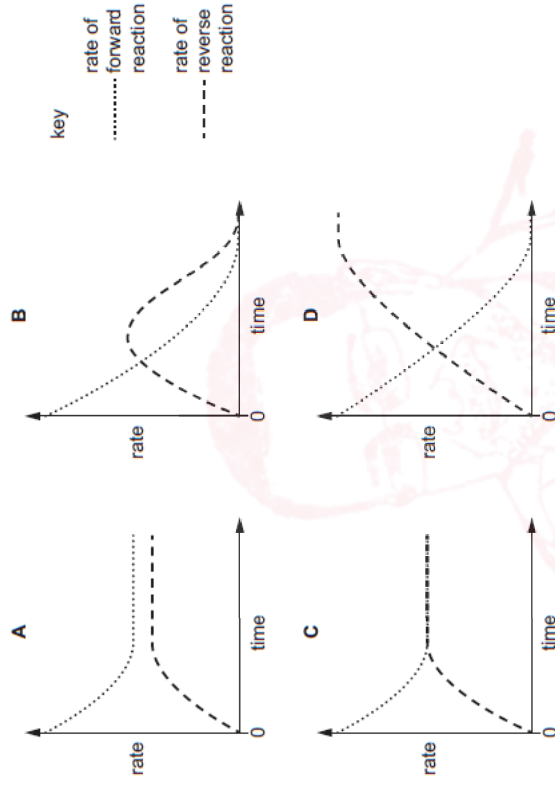 A
rate
0
time
B
rate
0
time
key
rate of
forward
reaction
rate of
reverse
reaction
C
rate
0
time
D
rate
0
time